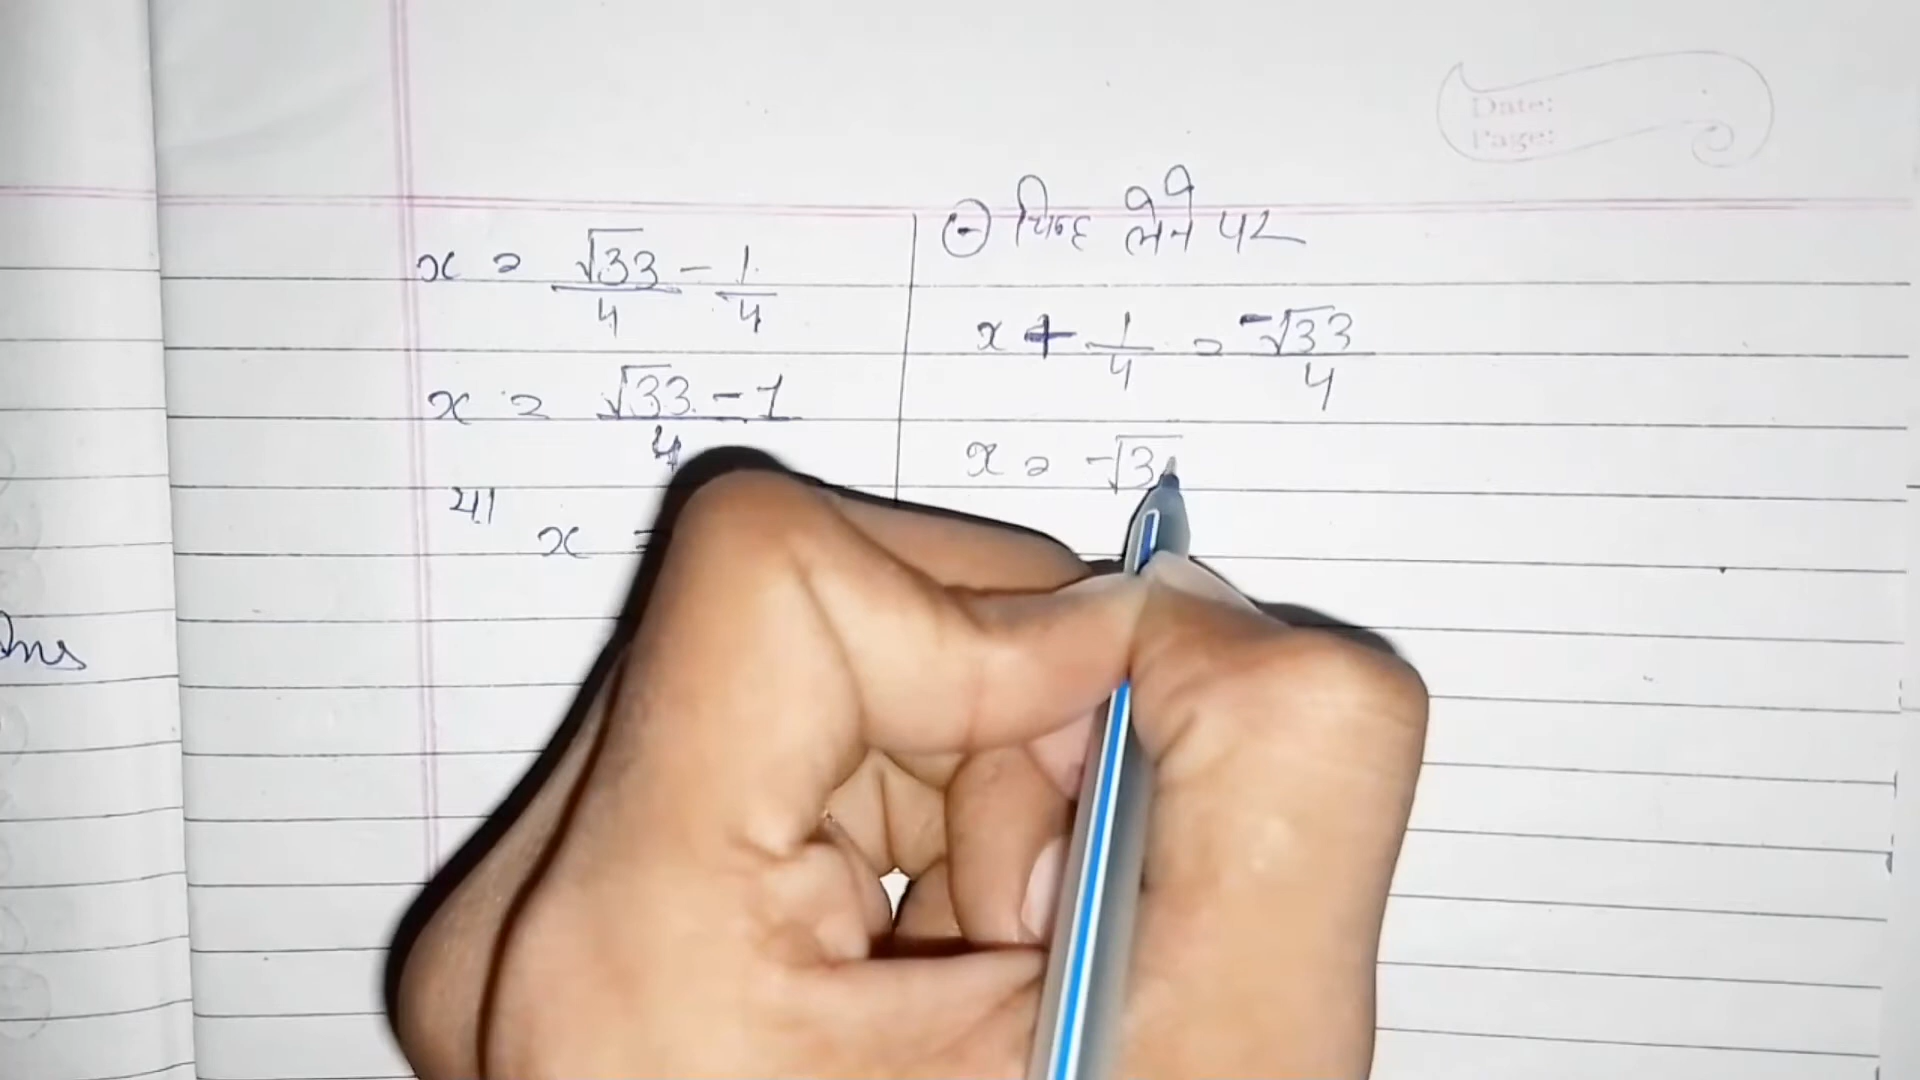 Date:
Page:
x = √33/4 - 1/4
x = √33 - 1/4
या x =
Ans
⊖ चिन्ह लेने पर
x + 1/4 = -√33/4
x = -√3